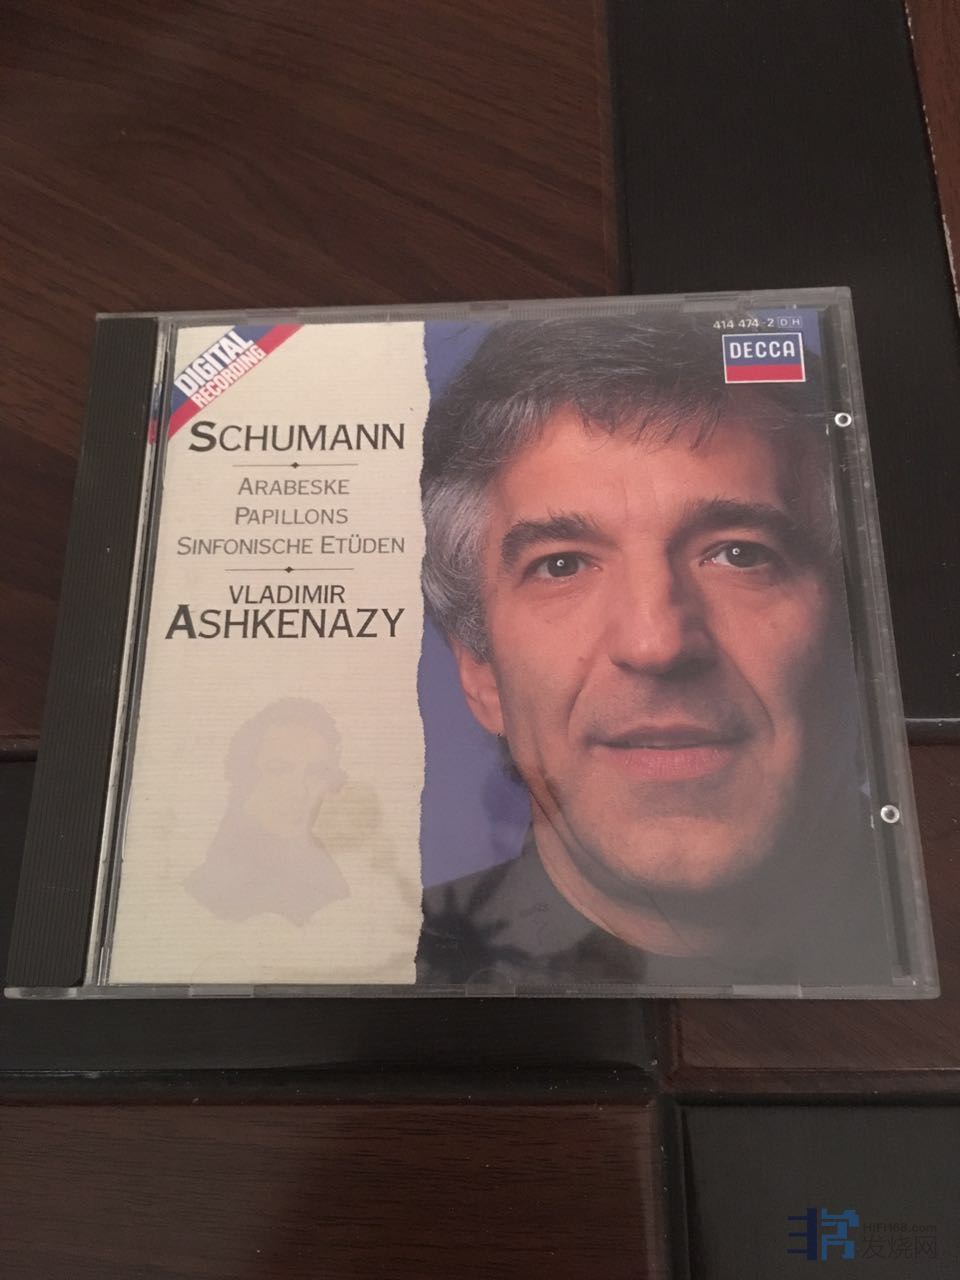 414 474-2 DH
DECCA
DIGITAL
RECORDING
SCHUMANN
ARABESKE
PAPILLONS
SINFONISCHE ETÜDEN
VLADIMIR
ASHKENAZY
HIFI168.com
发烧网